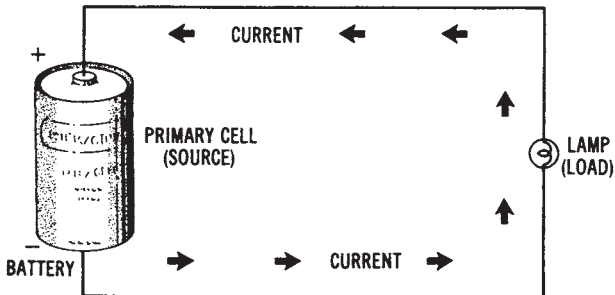 CURRENT
+
PRIMARY CELL
(SOURCE)
LAMP
(LOAD)
−
BATTERY
CURRENT